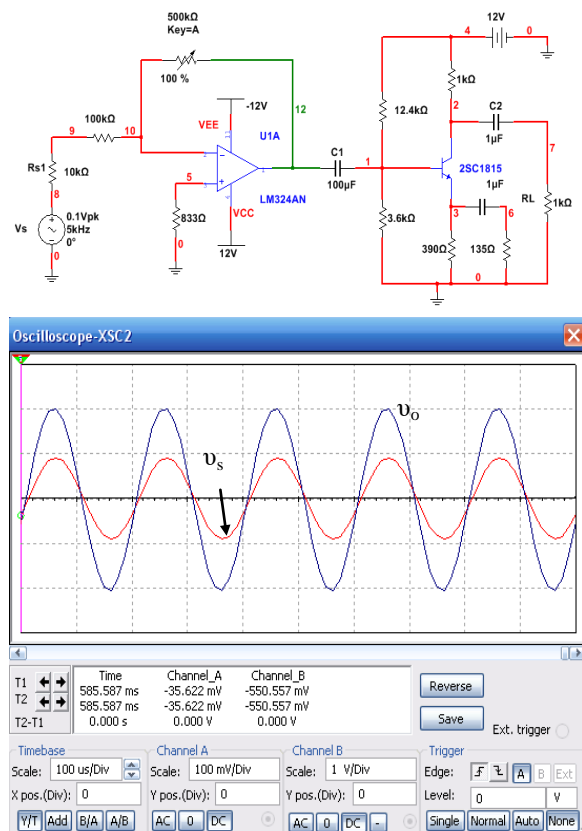 500kΩ
Key=A
100 %
12V
4
0
-12V
1kΩ
12
100kΩ
9
10
VEE
U1A
12.4kΩ
2
C2
1µF
7
11
2
1
3
4
C1
100µF
1
2SC1815
1µF
Rs1
10kΩ
8
5
LM324AN
3
6
RL
1kΩ
Vs
0.1Vpk
5kHz
0°
833Ω
VCC
3.6kΩ
390Ω
135Ω
0
0
12V
0
Oscilloscope-XSC2
υo
υs
Time Channel_A Channel_B
T1 585.587 ms -35.622 mV -550.557 mV
T2 585.587 ms -35.622 mV -550.557 mV
T2-T1 0.000 s 0.000 V 0.000 V
Reverse
Save
Ext. trigger
Timebase
Scale: 100 us/Div
X pos.(Div): 0
Y/T Add B/A A/B
Channel A
Scale: 100 mV/Div
Y pos.(Div): 0
AC 0 DC
Channel B
Scale: 1 V/Div
Y pos.(Div): 0
AC 0 DC -
Trigger
Edge: A B Ext
Level: 0 V
Single Normal Auto None